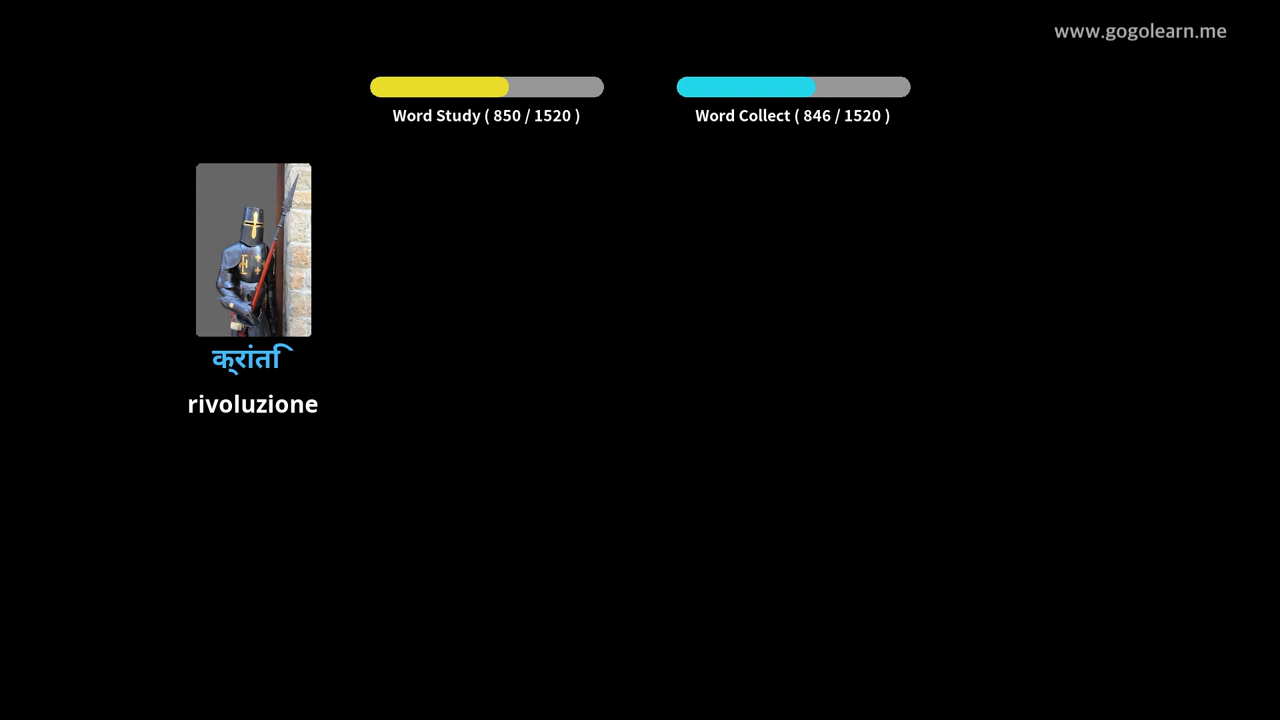 www.gogolearn.me
Word Study ( 850 / 1520 )
Word Collect ( 846 / 1520 )
क्रांति
rivoluzione